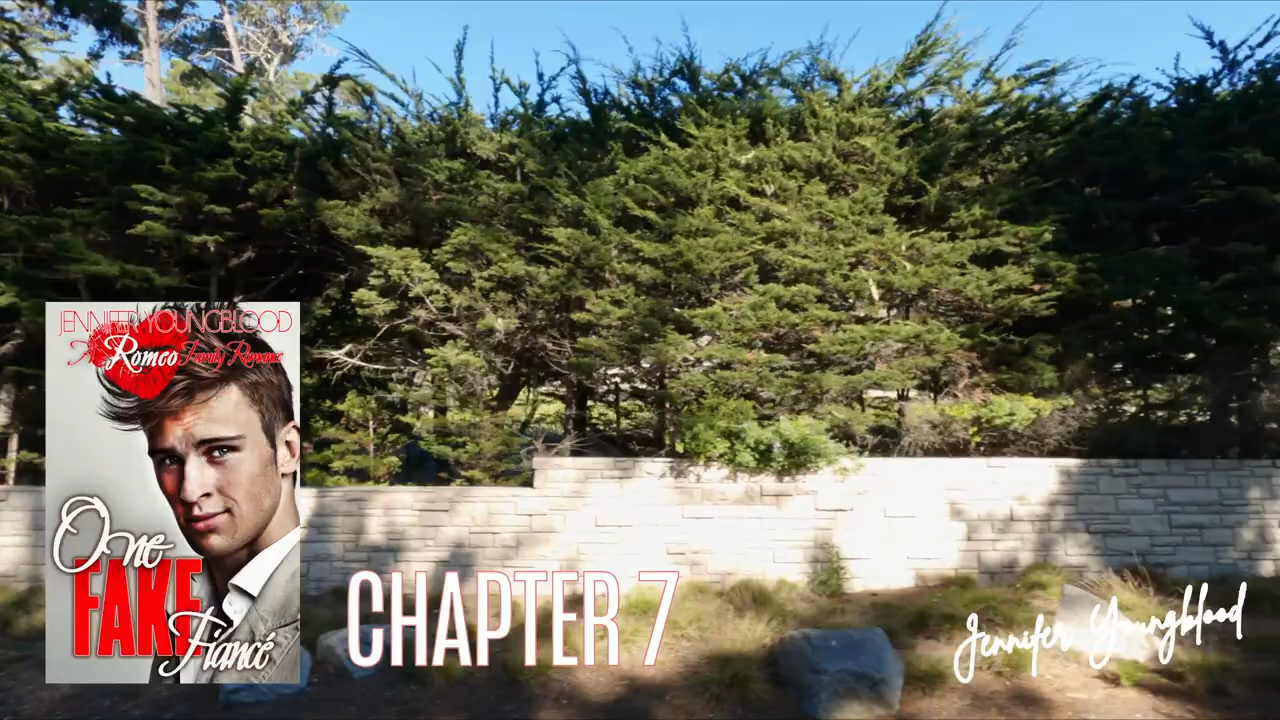 JENNIFER YOUNGBLOOD
A Romeo Family Romance
One
FAKE
Fiancé
CHAPTER 7
Jennifer Youngblood